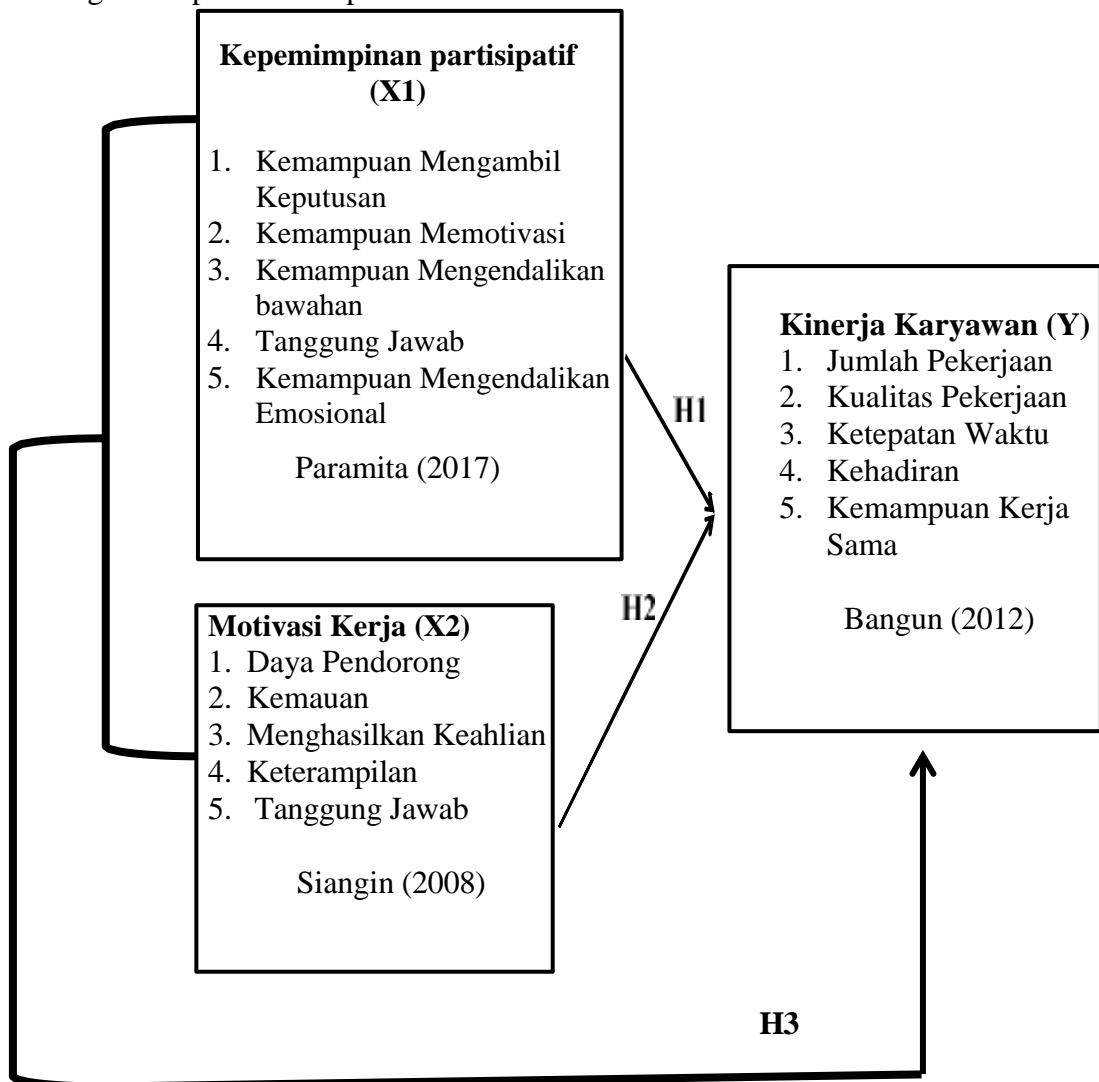 Kepemimpinan partisipatif
(X1)
1. Kemampuan Mengambil
Keputusan
2. Kemampuan Memotivasi
3. Kemampuan Mengendalikan
bawahan
4. Tanggung Jawab
5. Kemampuan Mengendalikan
Emosional
Paramita (2017)
H1
Kinerja Karyawan (Y)
1. Jumlah Pekerjaan
2. Kualitas Pekerjaan
3. Ketepatan Waktu
4. Kehadiran
5. Kemampuan Kerja
Sama
Bangun (2012)
H2
Motivasi Kerja (X2)
1. Daya Pendorong
2. Kemauan
3. Menghasilkan Keahlian
4. Keterampilan
5. Tanggung Jawab
Siangin (2008)
H3